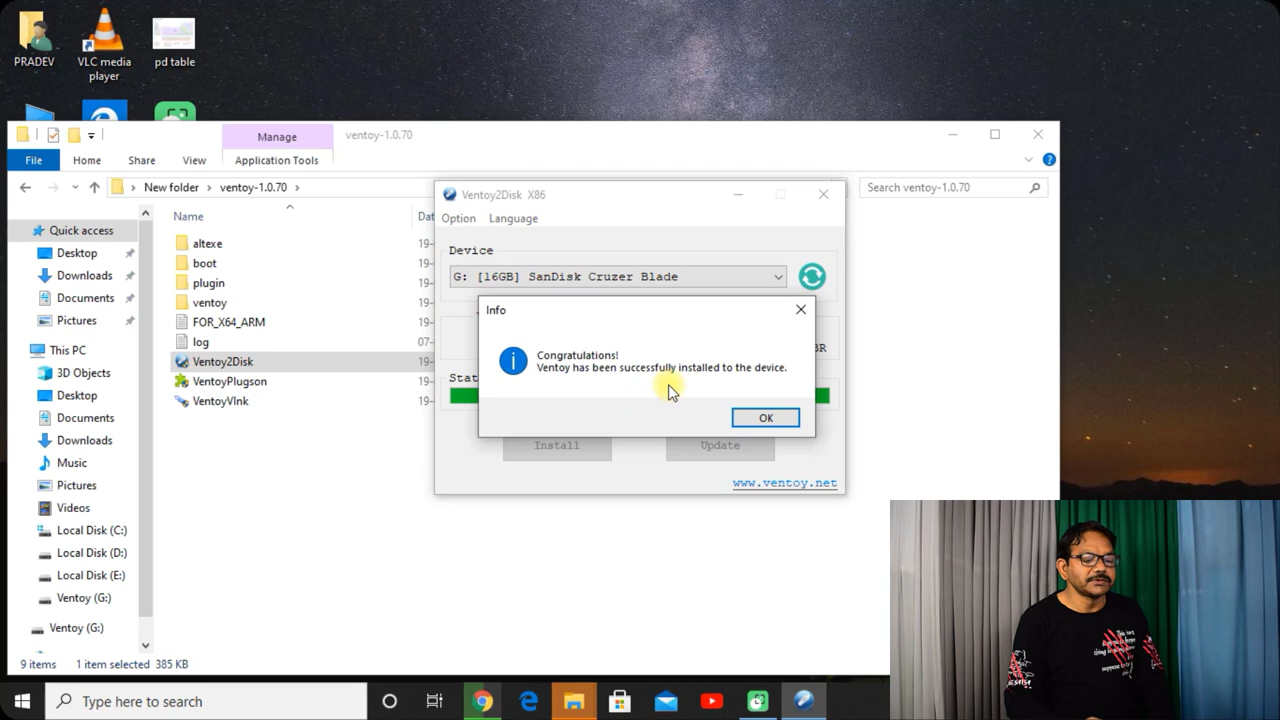 PRADEV
VLC media
player
pd table
Manage
ventoy-1.0.70
File
Home
Share
View
Application Tools
New folder
ventoy-1.0.70
Search ventoy-1.0.70
Quick access
Desktop
Downloads
Documents
Pictures
This PC
3D Objects
Desktop
Documents
Downloads
Music
Pictures
Videos
Local Disk (C:)
Local Disk (D:)
Local Disk (E:)
Ventoy (G:)
Ventoy (G:)
Name
Dat
altexe
19-
boot
19-
plugin
19-
ventoy
19-
FOR_X64_ARM
19-
log
07-
Ventoy2Disk
19-
VentoyPlugson
19-
VentoyVlnk
19-
9 items
1 item selected 385 KB
Ventoy2Disk X86
Option
Language
Device
G: [16GB] SanDisk Cruzer Blade
BR
Stat
Info
Congratulations!
Ventoy has been successfully installed to the device.
OK
Install
Update
www.ventoy.net
Type here to search